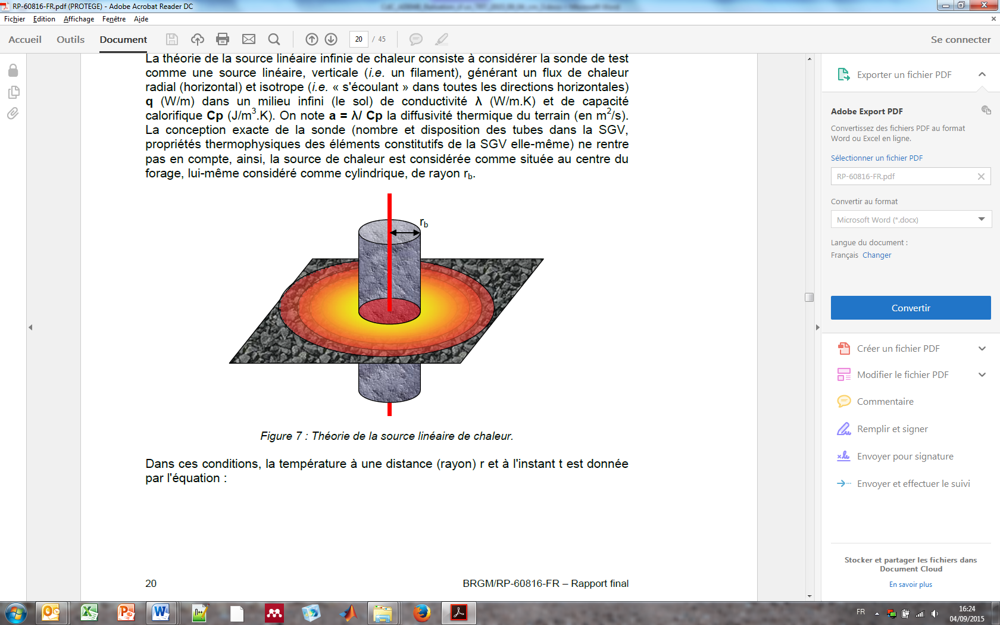 RP-60816-FR.pdf (PROTEGE) - Adobe Acrobat Reader DC
Fichier Edition Affichage Fenêtre Aide
Accueil Outils Document 20 / 45 Se connecter
La théorie de la source linéaire infinie de chaleur consiste à considérer la sonde de test
comme une source linéaire, verticale (i.e. un filament), générant un flux de chaleur
radial (horizontal) et isotrope (i.e. « s'écoulant » dans toutes les directions horizontales)
q (W/m) dans un milieu infini (le sol) de conductivité λ (W/m.K) et de capacité
calorifique Cp (J/m³.K). On note a = λ/ Cp la diffusivité thermique du terrain (en m²/s).
La conception exacte de la sonde (nombre et disposition des tubes dans la SGV,
propriétés thermophysiques des éléments constitutifs de la SGV elle-même) ne rentre
pas en compte, ainsi, la source de chaleur est considérée comme située au centre du
forage, lui-même considéré comme cylindrique, de rayon rb.
rb
Figure 7 : Théorie de la source linéaire de chaleur.
Dans ces conditions, la température à une distance (rayon) r et à l'instant t est donnée
par l'équation :
20 BRGM/RP-60816-FR – Rapport final
Exporter un fichier PDF
Adobe Export PDF
Convertissez des fichiers PDF au format
Word ou Excel en ligne.
Sélectionner un fichier PDF
RP-60816-FR.pdf
Convertir au format
Microsoft Word (*.docx)
Langue du document :
Français Changer
Convertir
Créer un fichier PDF
Modifier le fichier PDF
Commentaire
Remplir et signer
Envoyer pour signature
Envoyer et effectuer le suivi
Stocker et partager les fichiers dans
Document Cloud
En savoir plus
FR
16:24
04/09/2015